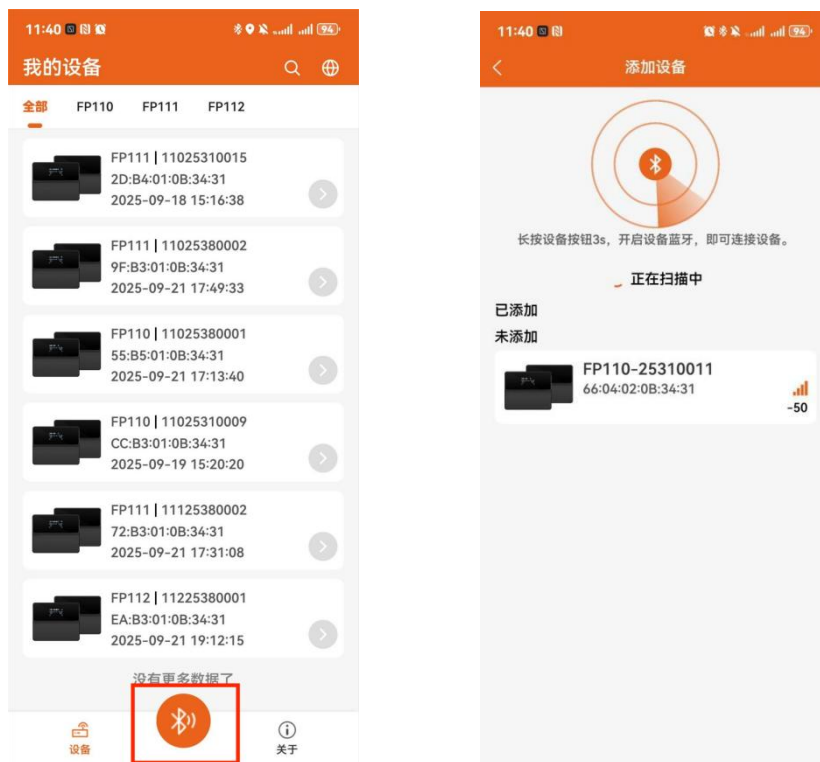 11:40
94
我的设备
全部 FP110 FP111 FP112
FP111 | 11025310015
2D:B4:01:0B:34:31
2025-09-18 15:16:38
FP111 | 11025380002
9F:B3:01:0B:34:31
2025-09-21 17:49:33
FP110 | 11025380001
55:B5:01:0B:34:31
2025-09-21 17:13:40
FP110 | 11025310009
CC:B3:01:0B:34:31
2025-09-19 15:20:20
FP111 | 11125380002
72:B3:01:0B:34:31
2025-09-21 17:31:08
FP112 | 11225380001
EA:B3:01:0B:34:31
2025-09-21 19:12:15
没有更多数据了
设备
关于
11:40
94
添加设备
长按设备按钮3s，开启设备蓝牙，即可连接设备。
正在扫描中
已添加
未添加
FP110-25310011
66:04:02:0B:34:31
-50